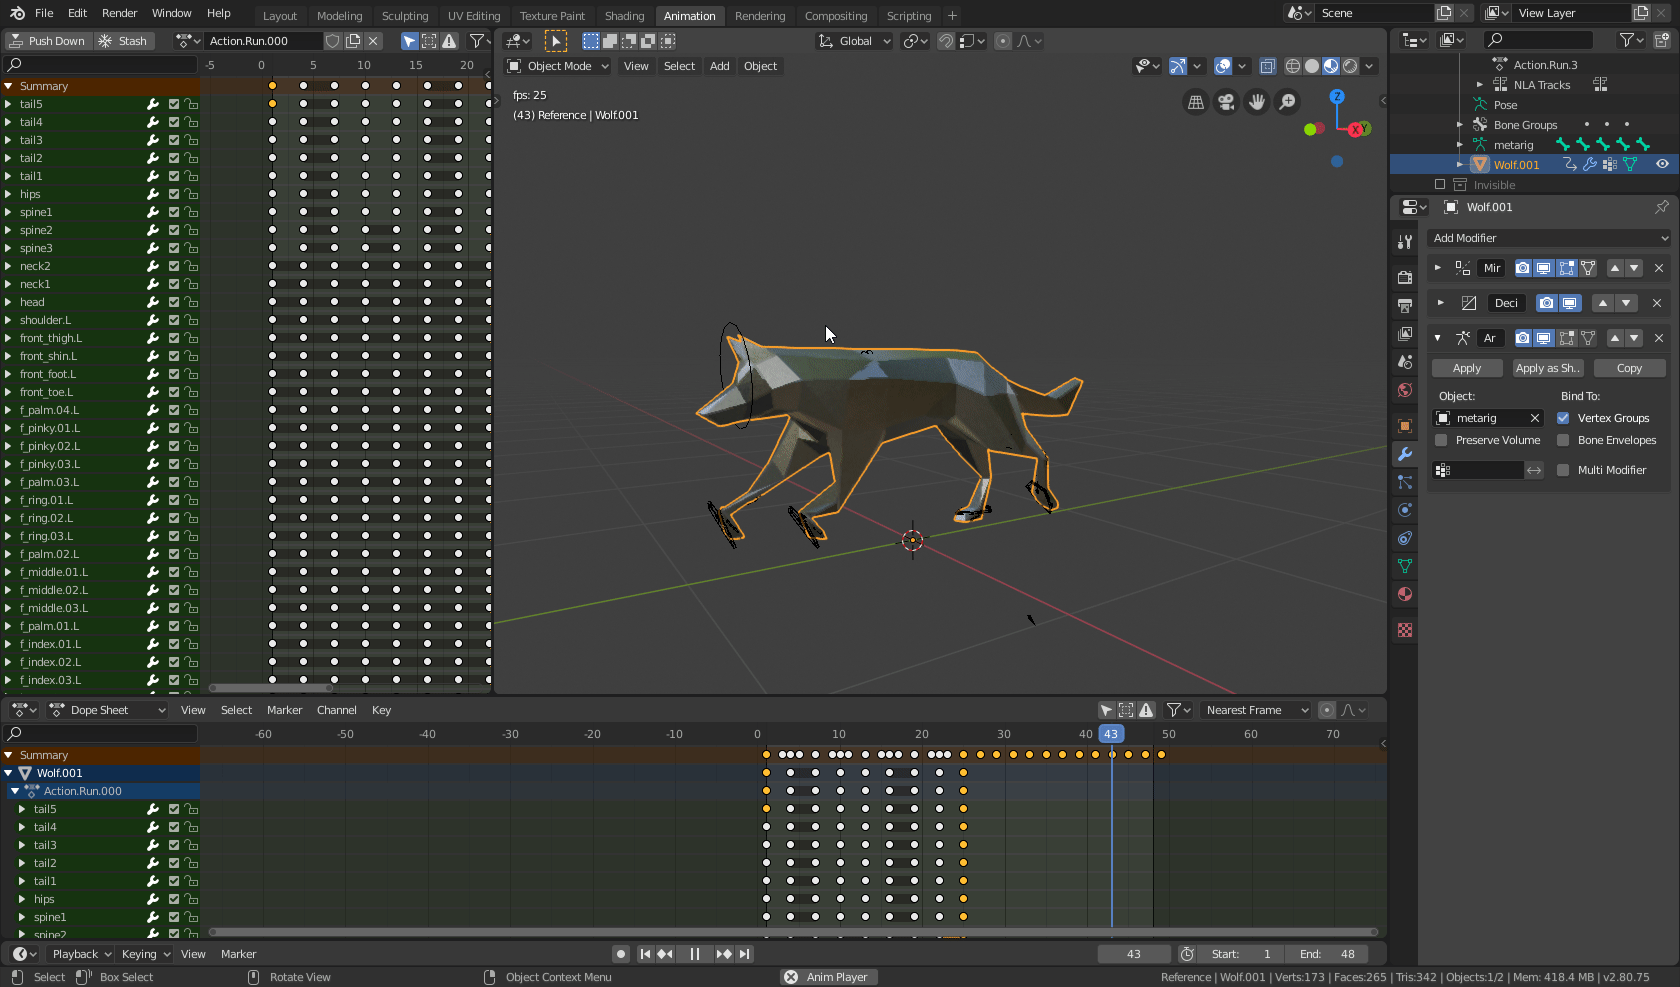 File Edit Render Window Help Layout Modeling Sculpting UV Editing Texture Paint Shading Animation Rendering Compositing Scripting + Scene View Layer
Push Down Stash Action.Run.000 Global
-5 0 5 10 15 20
Object Mode View Select Add Object
Summary
tail5
tail4
tail3
tail2
tail1
hips
spine1
spine2
spine3
neck2
neck1
head
shoulder.L
front_thigh.L
front_shin.L
front_foot.L
front_toe.L
f_palm.04.L
f_pinky.01.L
f_pinky.02.L
f_pinky.03.L
f_palm.03.L
f_ring.01.L
f_ring.02.L
f_ring.03.L
f_palm.02.L
f_middle.01.L
f_middle.02.L
f_middle.03.L
f_palm.01.L
f_index.01.L
f_index.02.L
f_index.03.L
fps: 25
(43) Reference | Wolf.001
Z
X Y
Action.Run.3
NLA Tracks
Pose
Bone Groups
metarig
Wolf.001
Invisible
Wolf.001
Add Modifier
Mir
Deci
Ar
Apply Apply as Sh.. Copy
Object: Bind To:
metarig Vertex Groups
Preserve Volume Bone Envelopes
Multi Modifier
Dope Sheet View Select Marker Channel Key Nearest Frame
-60 -50 -40 -30 -20 -10 0 10 20 30 40 43 50 60 70
Summary
Wolf.001
Action.Run.000
tail5
tail4
tail3
tail2
tail1
hips
spine1
spine2
Playback Keying View Marker 43 Start: 1 End: 48
Select Box Select Rotate View Object Context Menu Anim Player Reference | Wolf.001 | Verts:173 | Faces:265 | Tris:342 | Objects:1/2 | Mem: 418.4 MB | v2.80.75